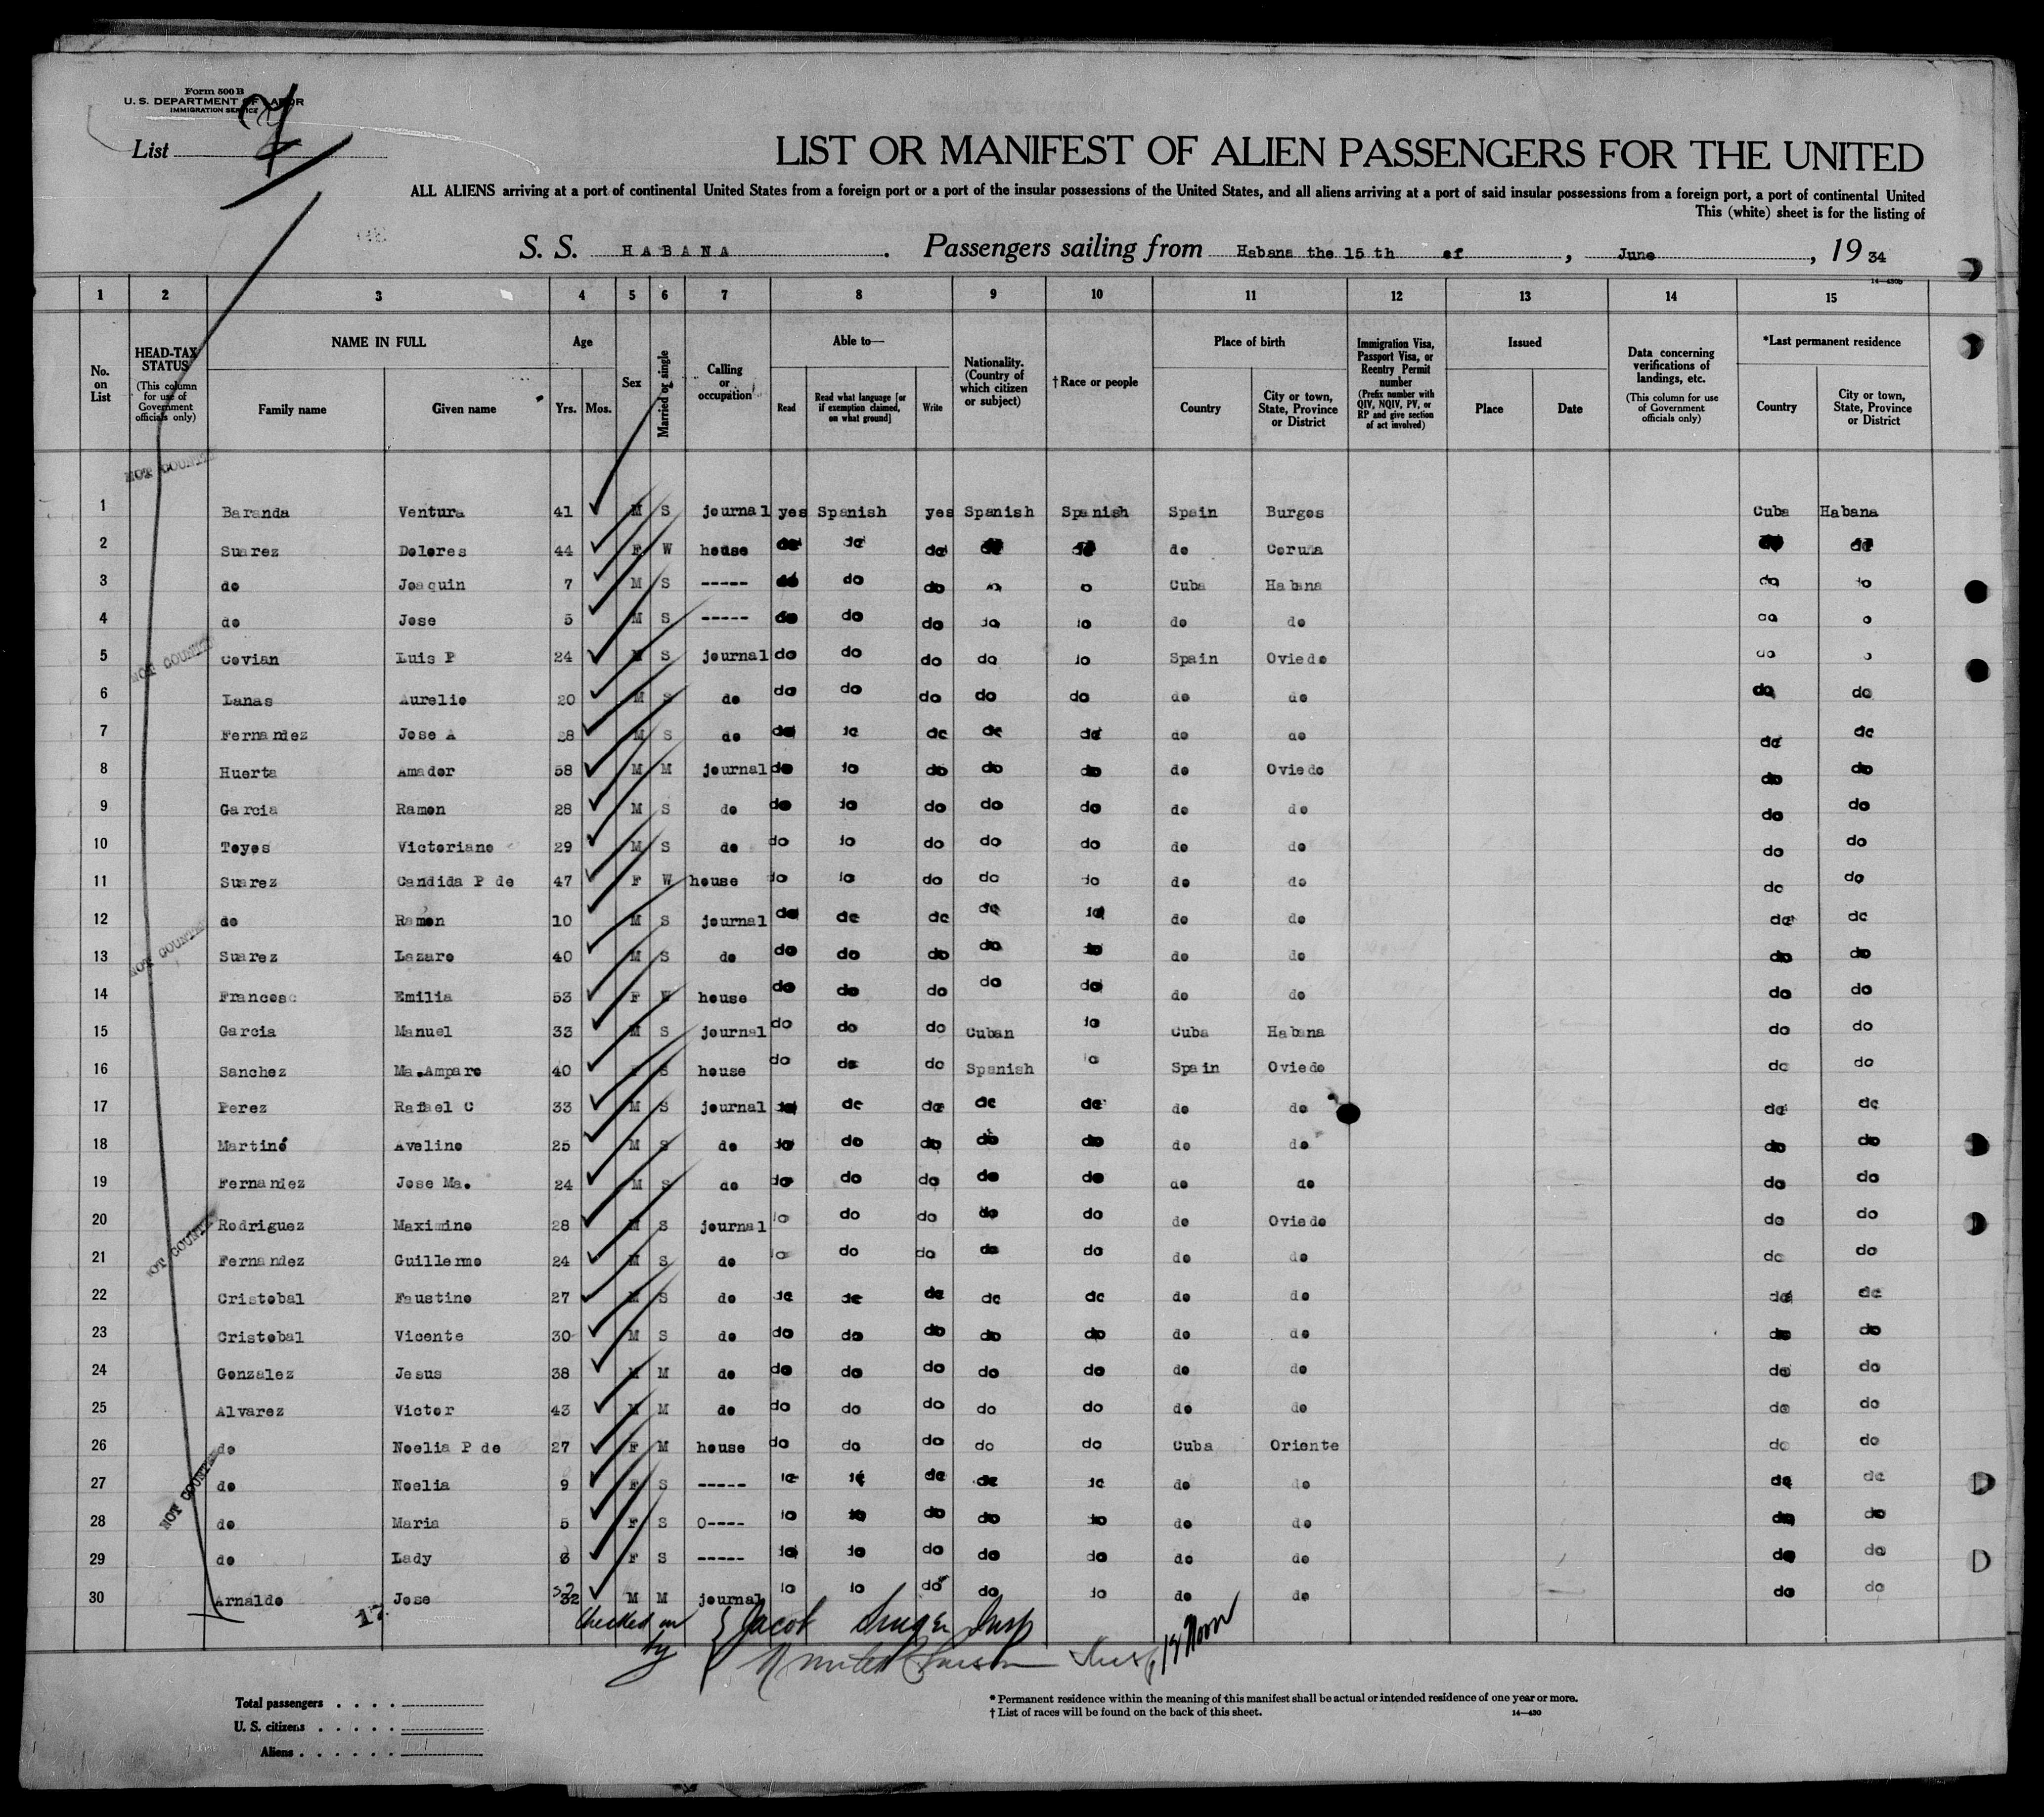 Form 500 B
U. S. DEPARTMENT OF LABOR
IMMIGRATION SERVICE
List
LIST OR MANIFEST OF ALIEN PASSENGERS FOR THE UNITED
ALL ALIENS arriving at a port of continental United States from a foreign port or a port of the insular possessions of the United States, and all aliens arriving at a port of said insular possessions from a foreign port, a port of continental United
This (white) sheet is for the listing of
S. S. HABANA. Passengers sailing from Habana the 15 th of, June, 19 34
14—430b
1 2 3 4 5 6 7 8 9 10 11 12 13 14 15
No. on List
HEAD-TAX STATUS (This column for use of Government officials only)
NAME IN FULL Family name Given name
Age Yrs. Mos.
Sex
Married or single
Calling or occupation
Able to— Read Read what language [or if exemption claimed, on what ground] Write
Nationality. (Country of which citizen or subject)
† Race or people
Place of birth Country City or town, State, Province or District
Immigration Visa, Passport Visa, or Reentry Permit number (Prefix number with QIV, NQIV, PV, or RP and give section of act involved)
Issued Place Date
Data concerning verifications of landings, etc. (This column for use of Government officials only)
*Last permanent residence Country City or town, State, Province or District
NOT COUNTED
1 Baranda Ventura 41 M S journal yes Spanish yes Spanish Spanish Spain Burgos Cuba Habana
2 Suarez Dolores 44 F W house do do do do do do Coruña do do
3 do Joaquin 7 M S ----- do do do Cuba Habana do do
4 do Jose 5 M S ----- do do do do do do do do
5 Covian Luis P 24 M S journal do do do do do Spain Oviedo do
6 Lanas Aurelio 20 M S do do do do do do do do do do
7 Fernandez Jose A 28 M S do do do do do do do do do do
8 Huerta Amador 58 M M journal do do do do do do Oviedo do do
9 Garcia Ramon 28 M S do do do do do do do do do do
10 Teyes Victoriano 29 M S do do do do do do do do do do
11 Suarez Candida P de 47 F W house do do do do do do do do do
12 do Ramon 10 M S journal do do do do do do do do do
13 Suarez Lazaro 40 M S do do do do do do do do do do
14 Francesc Emilia 53 F W house do do do do do do do do do
15 Garcia Manuel 33 M S journal do do do Cuban do Cuba Habana do do
16 Sanchez Ma.Amparo 40 F S house do do do Spanish do Spain Oviedo do do
17 Perez Rafael C 33 M S journal do do do do do do do do do
18 Martiné Avelino 25 M S do do do do do do do do do do
19 Fernandez Jose Ma. 24 M S do do do do do do do do do do
20 Rodriguez Maximino 28 M S journal do do do do do do Oviedo do do
21 Fernandez Guillermo 24 M S do do do do do do do do do do
22 Cristobal Faustino 27 M S do do do do do do do do do do
23 Cristobal Vicente 30 M S do do do do do do do do do do
24 Gonzalez Jesus 38 M M do do do do do do do do do do
25 Alvarez Victor 43 M M do do do do do do do do do do
26 do Noelia P de 27 F M house do do do do do Cuba Oriente do do
27 do Noelia 9 F S ----- do do do do do do do do do
28 do Maria 5 F S 0---- do do do do do do do do do
29 do Lady F S ----- do do do do do do do do do
30 Arnaldo Jose 32 M M journal do do do do do do do do do
Checked on by Jacob Insp
Total passengers
U. S. citizens
Aliens
* Permanent residence within the meaning of this manifest shall be actual or intended residence of one year or more.
† List of races will be found on the back of this sheet. 14—430